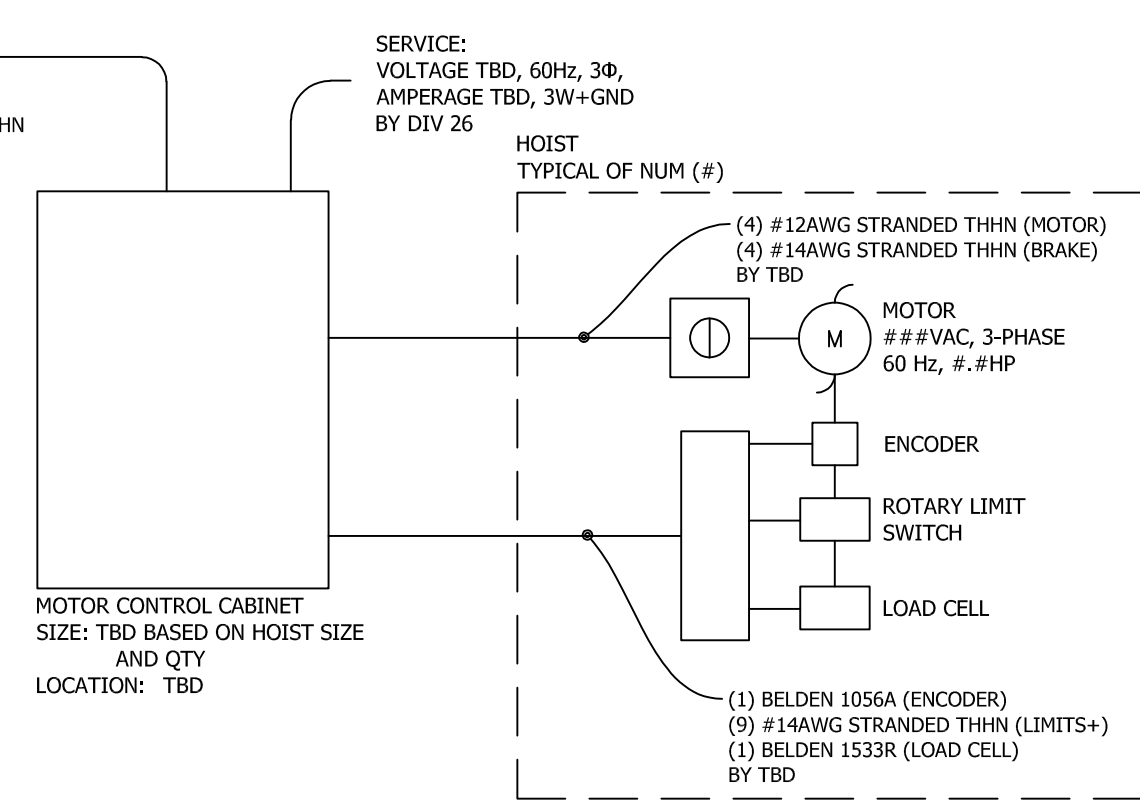 SERVICE:
VOLTAGE TBD, 60Hz, 3Φ,
AMPERAGE TBD, 3W+GND
BY DIV 26
HN
HOIST
TYPICAL OF NUM (#)
(4) #12AWG STRANDED THHN (MOTOR)
(4) #14AWG STRANDED THHN (BRAKE)
BY TBD
MOTOR
###VAC, 3-PHASE
60 Hz, #.#HP
M
ENCODER
ROTARY LIMIT
SWITCH
LOAD CELL
MOTOR CONTROL CABINET
SIZE: TBD BASED ON HOIST SIZE
AND QTY
LOCATION: TBD
(1) BELDEN 1056A (ENCODER)
(9) #14AWG STRANDED THHN (LIMITS+)
(1) BELDEN 1533R (LOAD CELL)
BY TBD